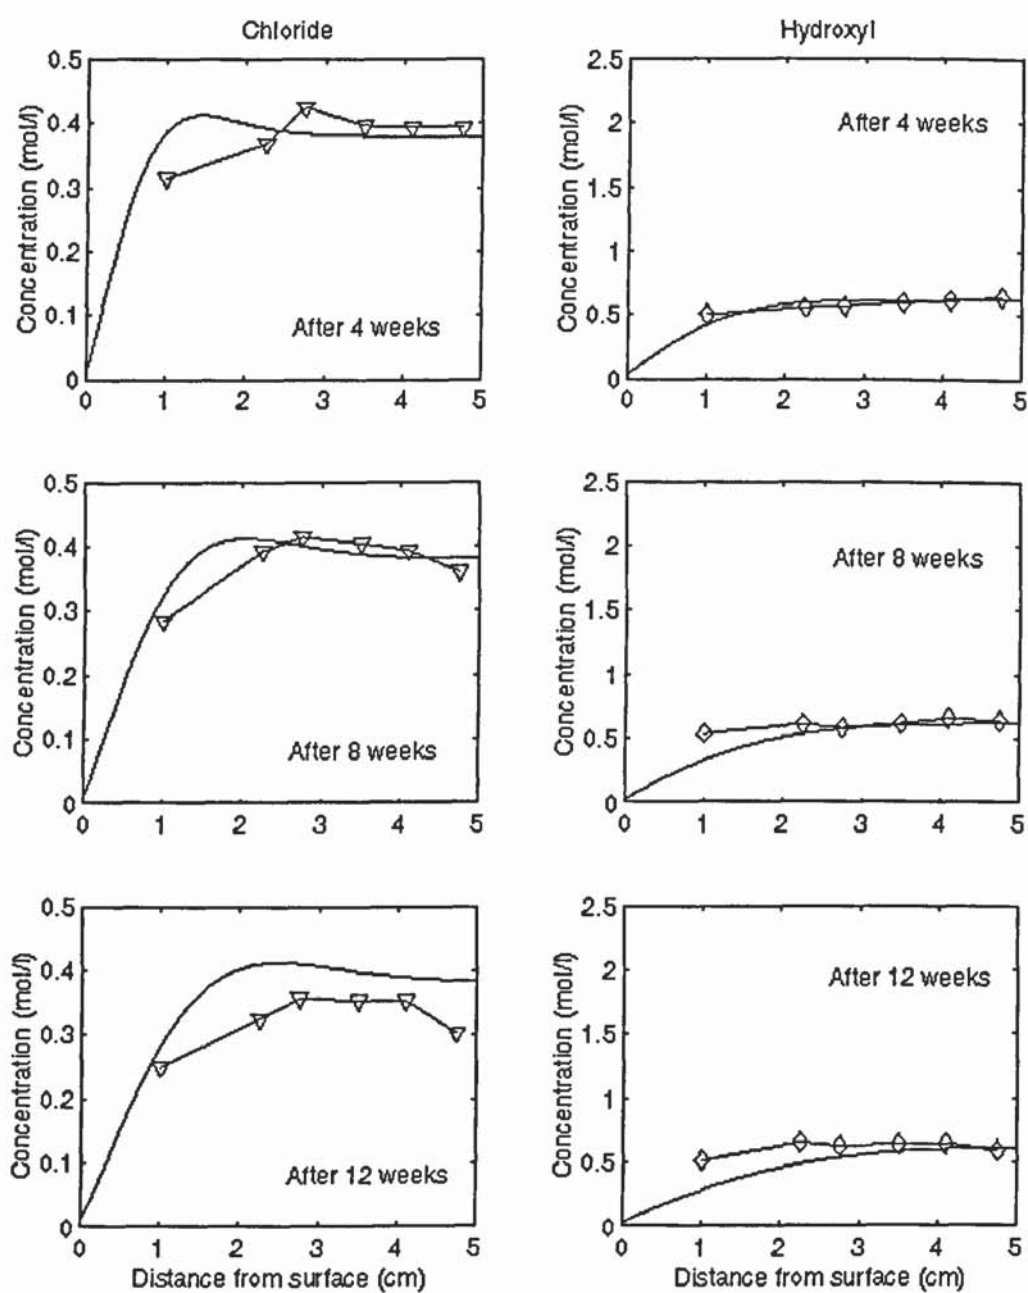 Chloride
Hydroxyl
0.5
0.4
0.3
0.2
0.1
0
Concentration (mol/l)
After 4 weeks
0 1 2 3 4 5
2.5
2
1.5
1
0.5
0
Concentration (mol/l)
After 4 weeks
0 1 2 3 4 5
0.5
0.4
0.3
0.2
0.1
0
Concentration (mol/l)
After 8 weeks
0 1 2 3 4 5
2.5
2
1.5
1
0.5
0
Concentration (mol/l)
After 8 weeks
0 1 2 3 4 5
0.5
0.4
0.3
0.2
0.1
0
Concentration (mol/l)
After 12 weeks
0 1 2 3 4 5
Distance from surface (cm)
2.5
2
1.5
1
0.5
0
Concentration (mol/l)
After 12 weeks
0 1 2 3 4 5
Distance from surface (cm)